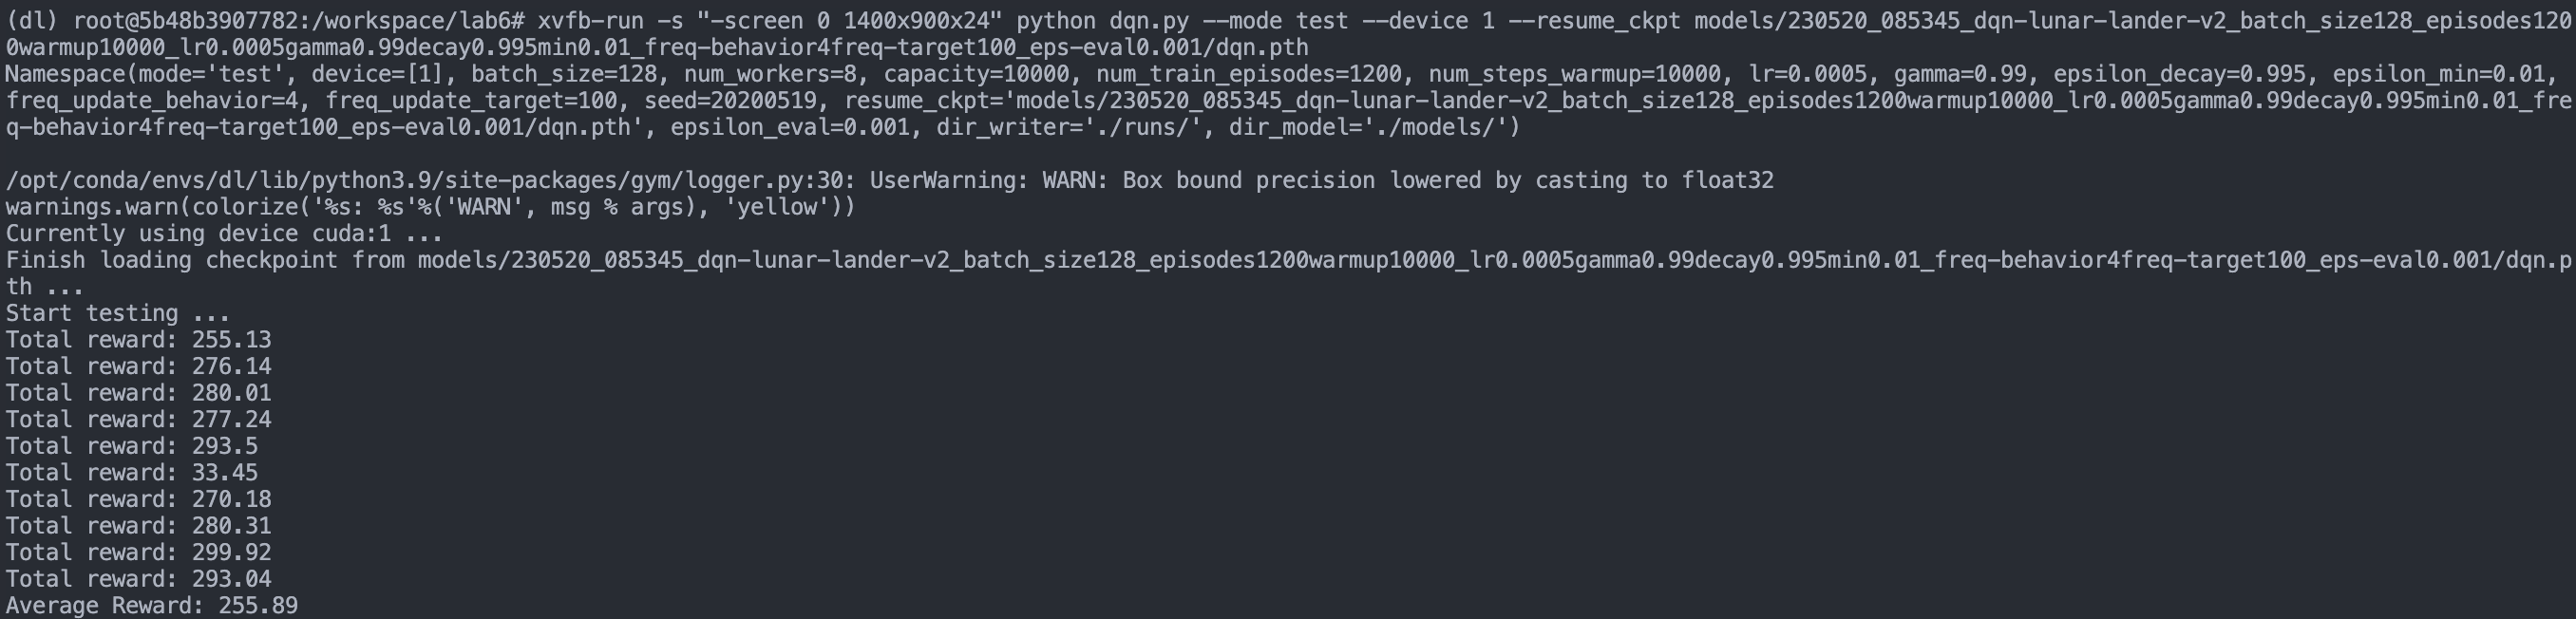 (dl) root@5b48b3907782:/workspace/lab6# xvfb-run -s "-screen 0 1400x900x24" python dqn.py --mode test --device 1 --resume_ckpt models/230520_085345_dqn-lunar-lander-v2_batch_size128_episodes120
0warmup10000_lr0.0005gamma0.99decay0.995min0.01_freq-behavior4freq-target100_eps-eval0.001/dqn.pth
Namespace(mode='test', device=[1], batch_size=128, num_workers=8, capacity=10000, num_train_episodes=1200, num_steps_warmup=10000, lr=0.0005, gamma=0.99, epsilon_decay=0.995, epsilon_min=0.01,
freq_update_behavior=4, freq_update_target=100, seed=20200519, resume_ckpt='models/230520_085345_dqn-lunar-lander-v2_batch_size128_episodes1200warmup10000_lr0.0005gamma0.99decay0.995min0.01_fre
q-behavior4freq-target100_eps-eval0.001/dqn.pth', epsilon_eval=0.001, dir_writer='./runs/', dir_model='./models/')
/opt/conda/envs/dl/lib/python3.9/site-packages/gym/logger.py:30: UserWarning: WARN: Box bound precision lowered by casting to float32
warnings.warn(colorize('%s: %s'%('WARN', msg % args), 'yellow'))
Currently using device cuda:1 ...
Finish loading checkpoint from models/230520_085345_dqn-lunar-lander-v2_batch_size128_episodes1200warmup10000_lr0.0005gamma0.99decay0.995min0.01_freq-behavior4freq-target100_eps-eval0.001/dqn.p
th ...
Start testing ...
Total reward: 255.13
Total reward: 276.14
Total reward: 280.01
Total reward: 277.24
Total reward: 293.5
Total reward: 33.45
Total reward: 270.18
Total reward: 280.31
Total reward: 299.92
Total reward: 293.04
Average Reward: 255.89